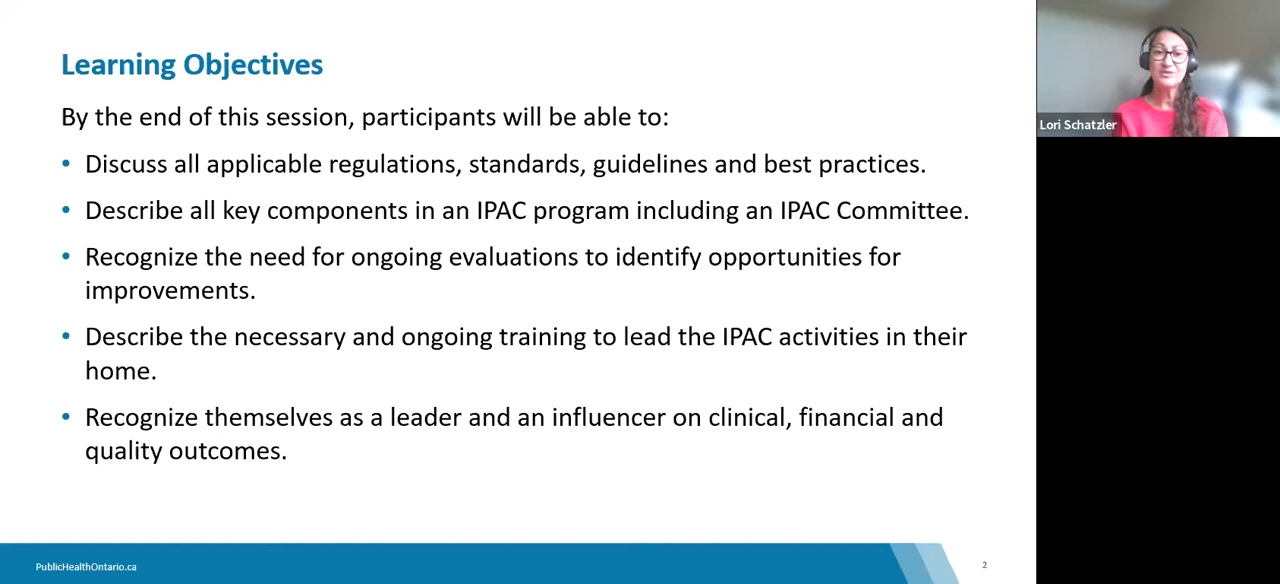 Learning Objectives
By the end of this session, participants will be able to:
• Discuss all applicable regulations, standards, guidelines and best practices.
• Describe all key components in an IPAC program including an IPAC Committee.
• Recognize the need for ongoing evaluations to identify opportunities for
improvements.
• Describe the necessary and ongoing training to lead the IPAC activities in their
home.
• Recognize themselves as a leader and an influencer on clinical, financial and
quality outcomes.
PublicHealthOntario.ca
2
Lori Schatzler